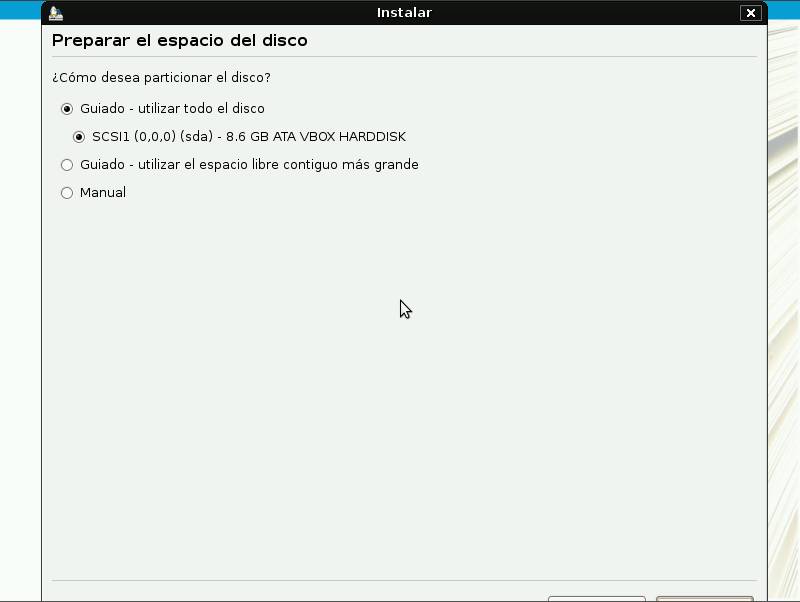 Instalar
Preparar el espacio del disco
¿Cómo desea particionar el disco?
Guiado - utilizar todo el disco
SCSI1 (0,0,0) (sda) - 8.6 GB ATA VBOX HARDDISK
Guiado - utilizar el espacio libre contiguo más grande
Manual